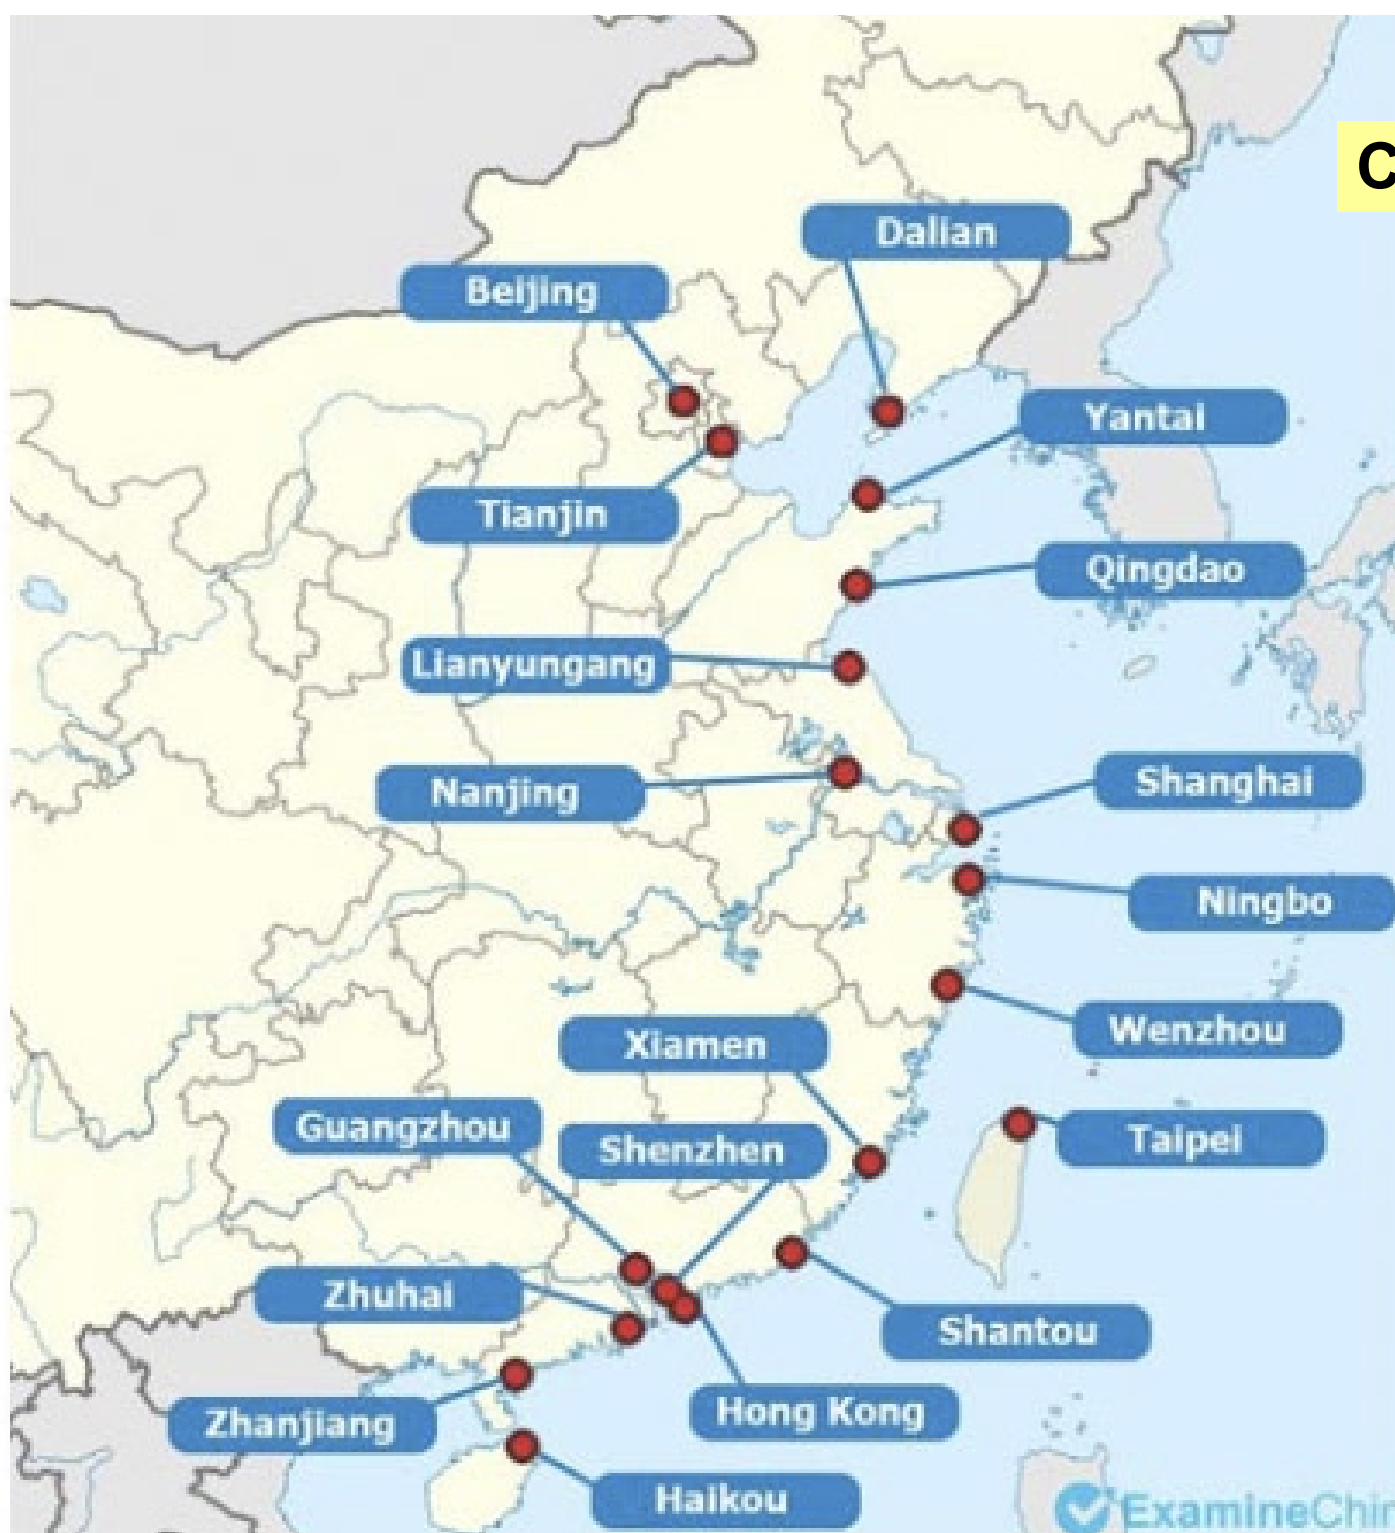 C
Dalian
Beijing
Yantai
Tianjin
Qingdao
Lianyungang
Shanghai
Nanjing
Ningbo
Wenzhou
Xiamen
Guangzhou
Shenzhen
Taipei
Zhuhai
Shantou
Hong Kong
Zhanjiang
Haikou
ExamineChin